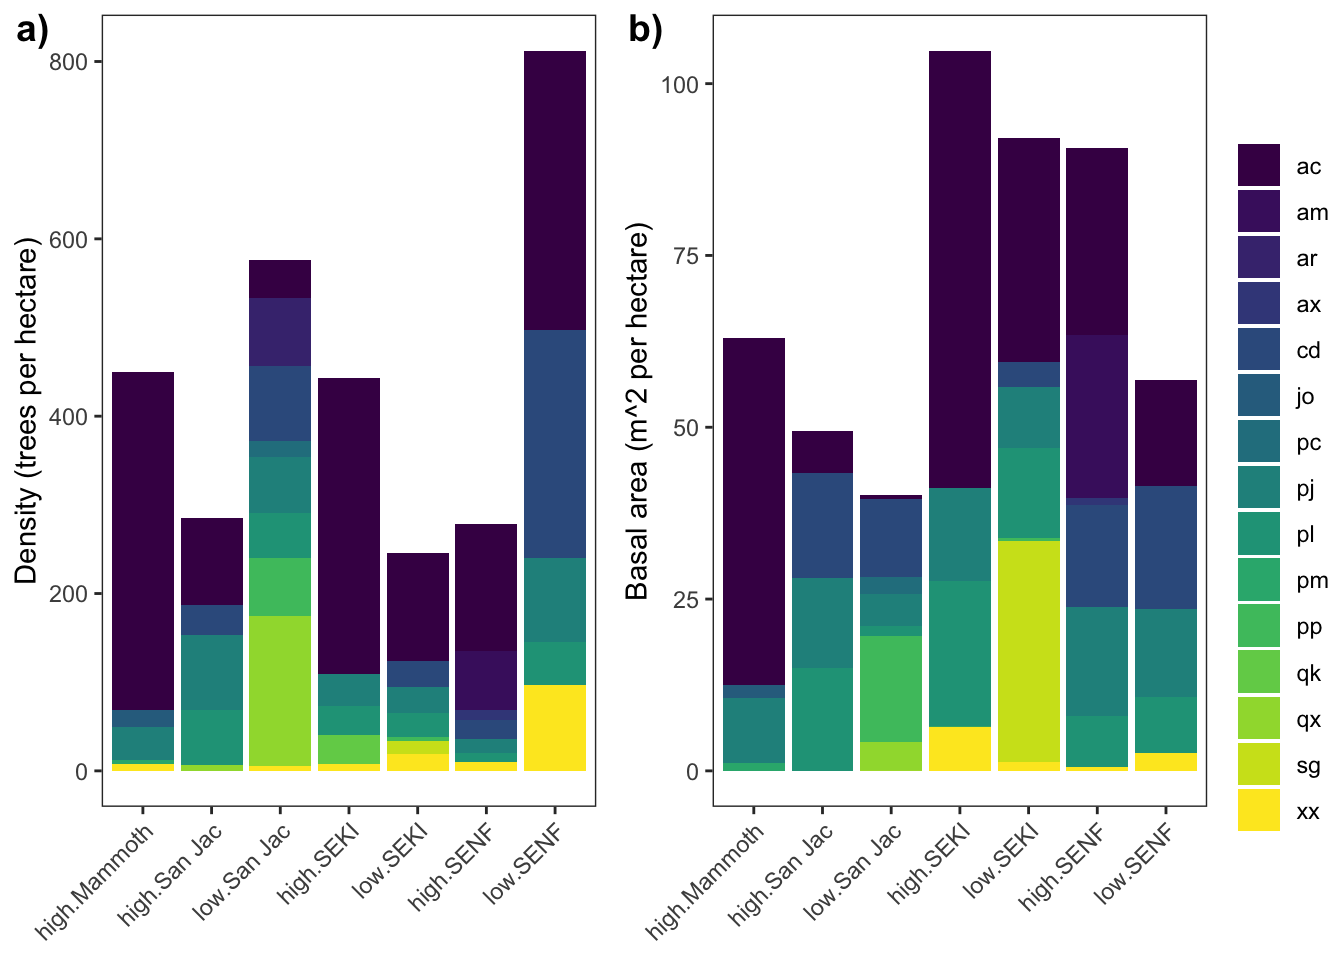 a)
Density (trees per hectare)
800
600
400
200
0
high.Mammoth
high.San Jac
low.San Jac
high.SEKI
low.SEKI
high.SENF
low.SENF
b)
Basal area (m^2 per hectare)
100
75
50
25
0
high.Mammoth
high.San Jac
low.San Jac
high.SEKI
low.SEKI
high.SENF
low.SENF
ac
am
ar
ax
cd
jo
pc
pj
pl
pm
pp
qk
qx
sg
xx